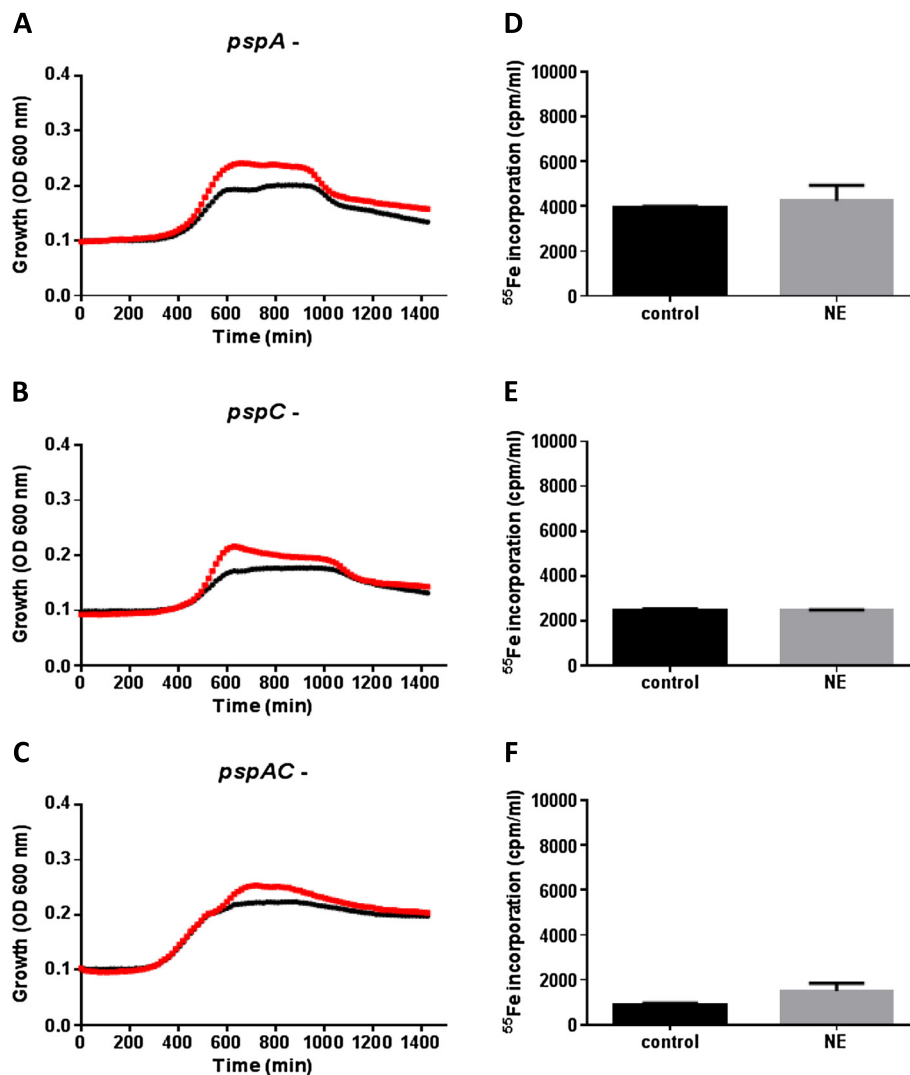 A
pspA -
Growth (OD 600 nm)
0.4
0.3
0.2
0.1
0.0
0 200 400 600 800 1000 1200 1400
Time (min)
D
⁵⁵Fe incorporation (cpm/ml)
10000
8000
6000
4000
2000
0
control NE
B
pspC -
Growth (OD 600 nm)
0.4
0.3
0.2
0.1
0.0
0 200 400 600 800 1000 1200 1400
Time (min)
E
⁵⁵Fe incorporation (cpm/ml)
10000
8000
6000
4000
2000
0
control NE
C
pspAC -
Growth (OD 600 nm)
0.4
0.3
0.2
0.1
0.0
0 200 400 600 800 1000 1200 1400
Time (min)
F
⁵⁵Fe incorporation (cpm/ml)
10000
8000
6000
4000
2000
0
control NE